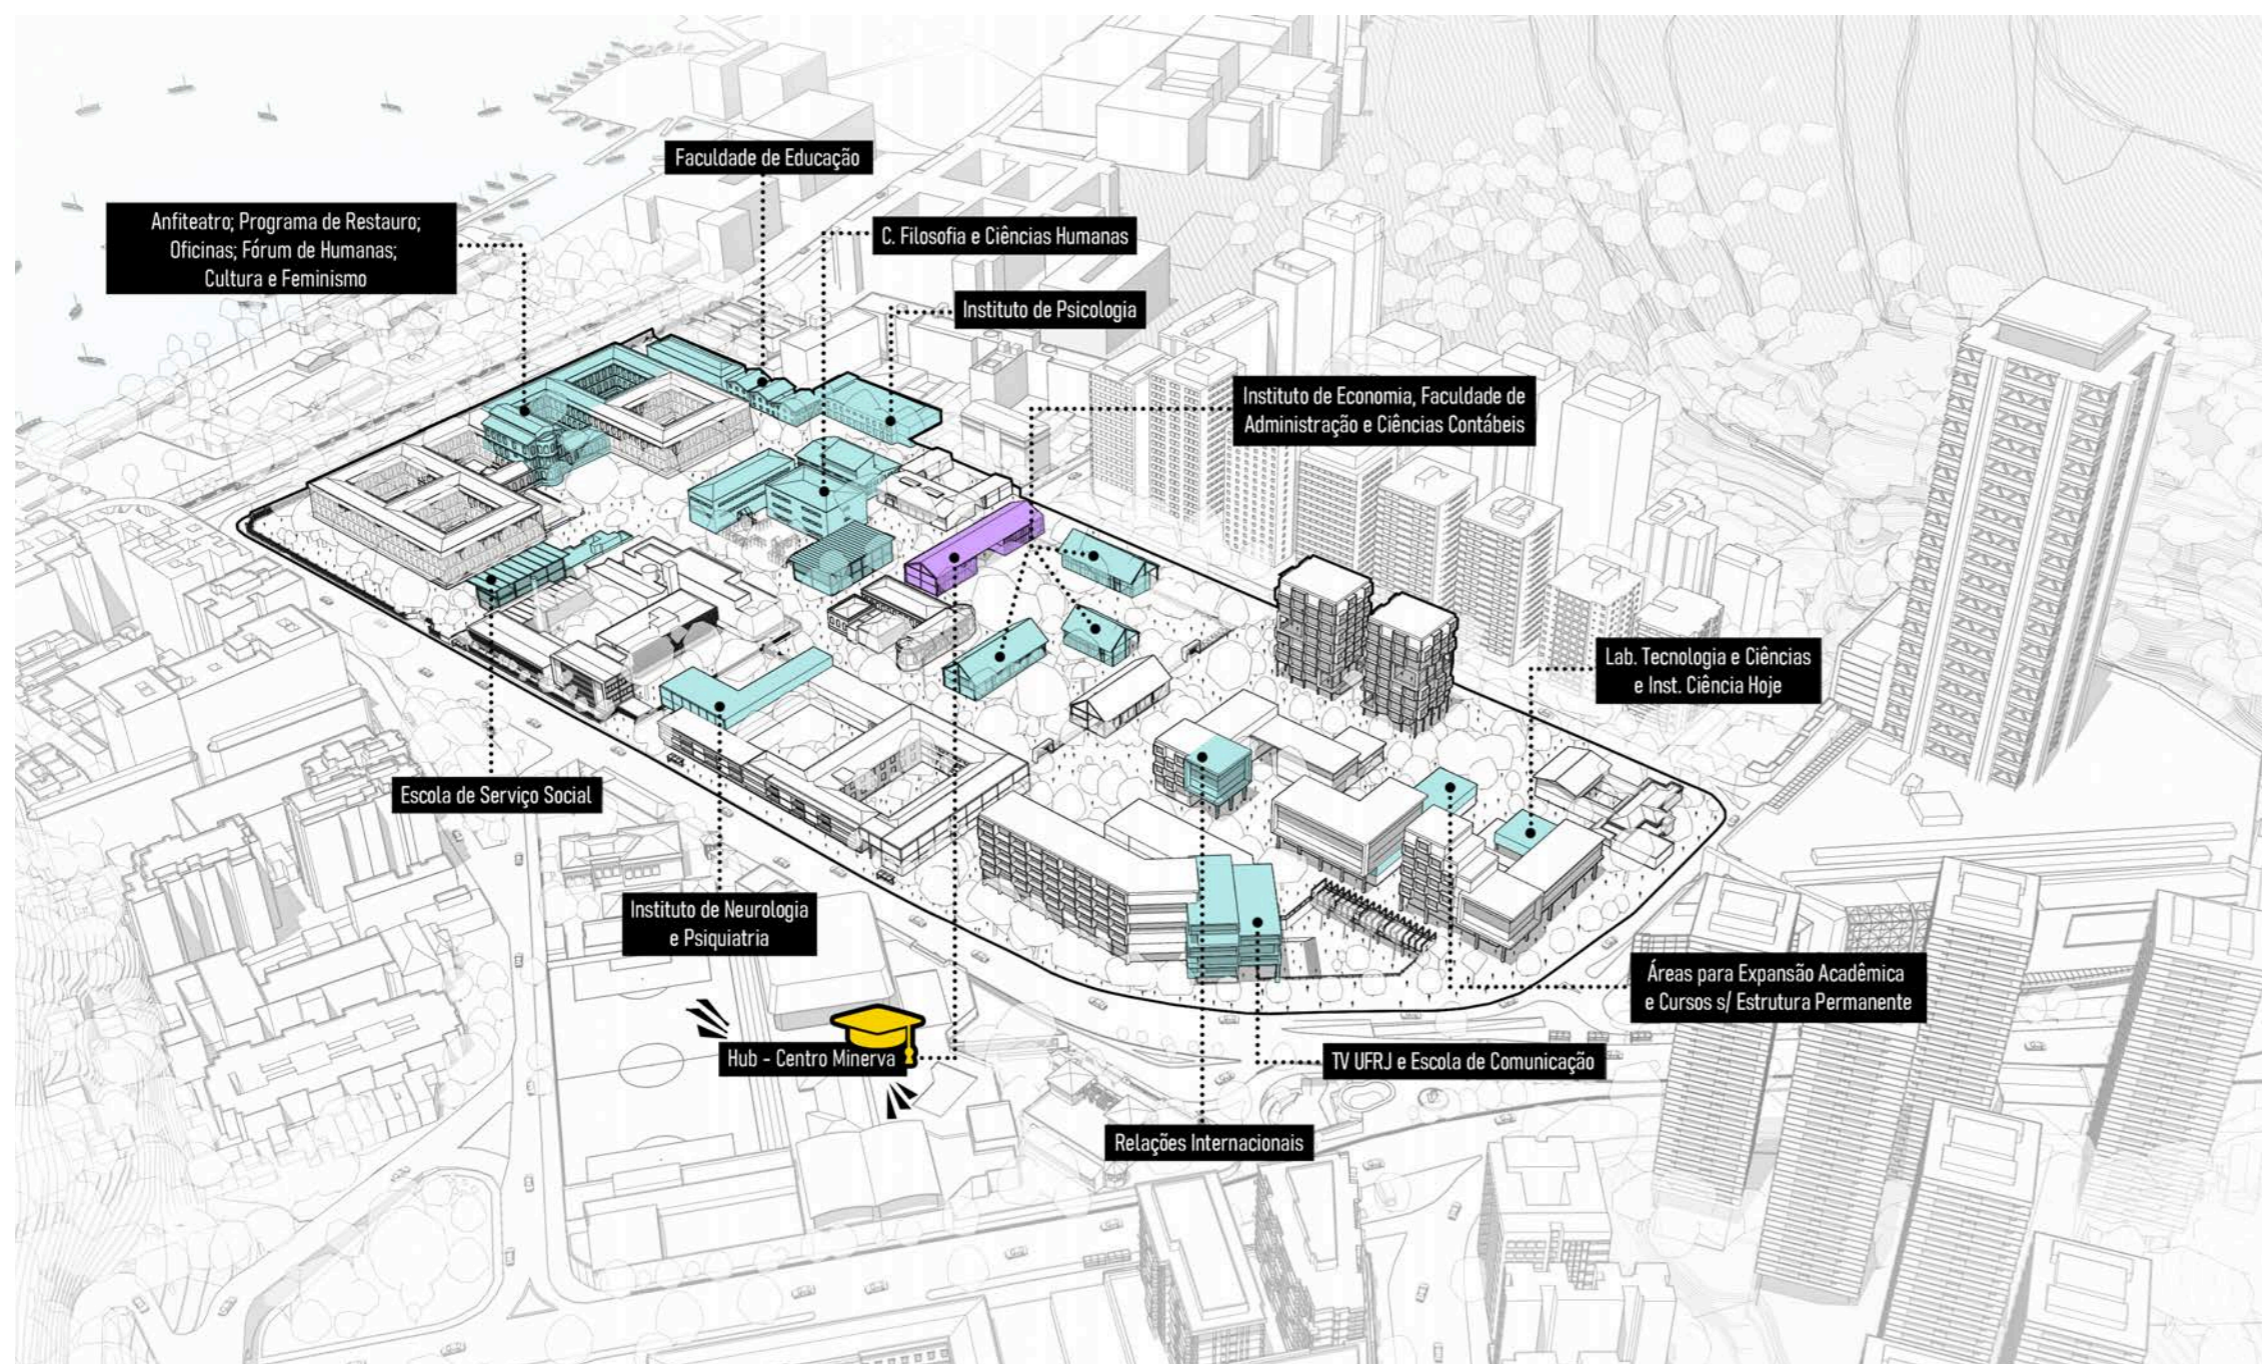 Faculdade de Educação
Anfiteatro; Programa de Restauro;
Oficinas; Fórum de Humanas;
Cultura e Feminismo
C. Filosofia e Ciências Humanas
Instituto de Psicologia
Instituto de Economia, Faculdade de
Administração e Ciências Contábeis
Lab. Tecnologia e Ciências
e Inst. Ciência Hoje
Escola de Serviço Social
Instituto de Neurologia
e Psiquiatria
Áreas para Expansão Acadêmica
e Cursos s/ Estrutura Permanente
Hub - Centro Minerva
TV UFRJ e Escola de Comunicação
Relações Internacionais